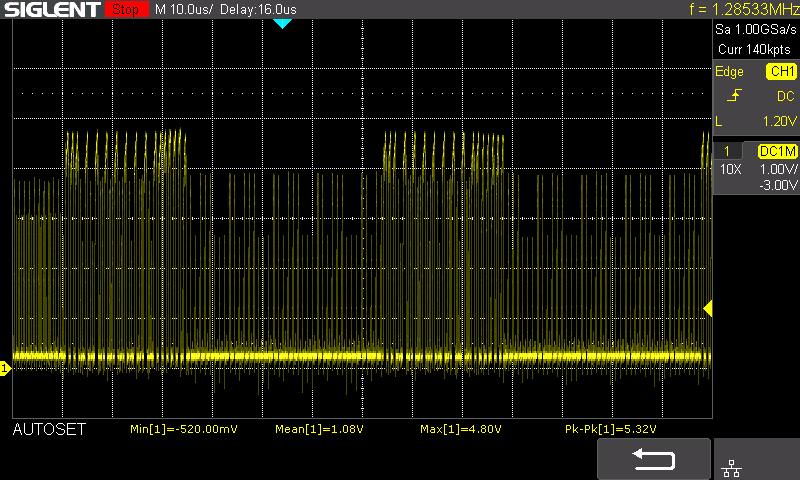 SIGLENT Stop M 10.0us/ Delay:16.0us f = 1.28533MHz
Sa 1.00GSa/s
Curr 140kpts
Edge CH1
DC
L 1.20V
1 DC1M
10X 1.00V/
-3.00V
1
AUTOSET Min[1]=-520.00mV Mean[1]=1.08V Max[1]=4.80V Pk-Pk[1]=5.32V